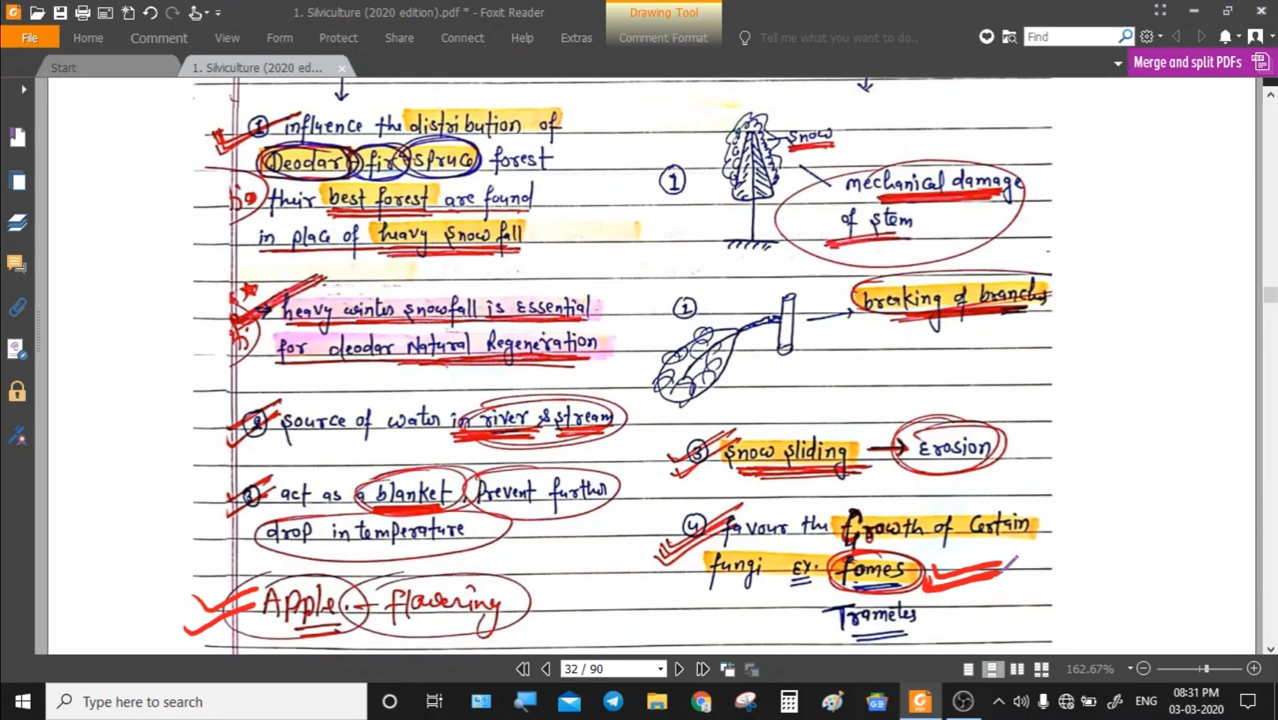 1. Silviculture (2020 edition).pdf * - Foxit Reader
Drawing Tool
File Home Comment View Form Protect Share Connect Help Extras Comment Format Tell me what you want to do... Find
Start
1. Silviculture (2020 ed...
Merge and split PDFs
① influence the distribution of
Deodar + fir + spruce forest
their best forest are found
in place of heavy snow fall
heavy winter snowfall is Essential
for deodar Natural Regeneration
② source of water in river & stream
③ act as a blanket, Prevent further
drop in temperature
Apple - flowering
①
snow
mechanical damage
of stem
②
breaking of branches
③ snow sliding → Erosion
④ favour the Growth of Certain
fungi Ex. fomes
Trametes
32 / 90
162.67%
Type here to search
ENG
08:31 PM
03-03-2020